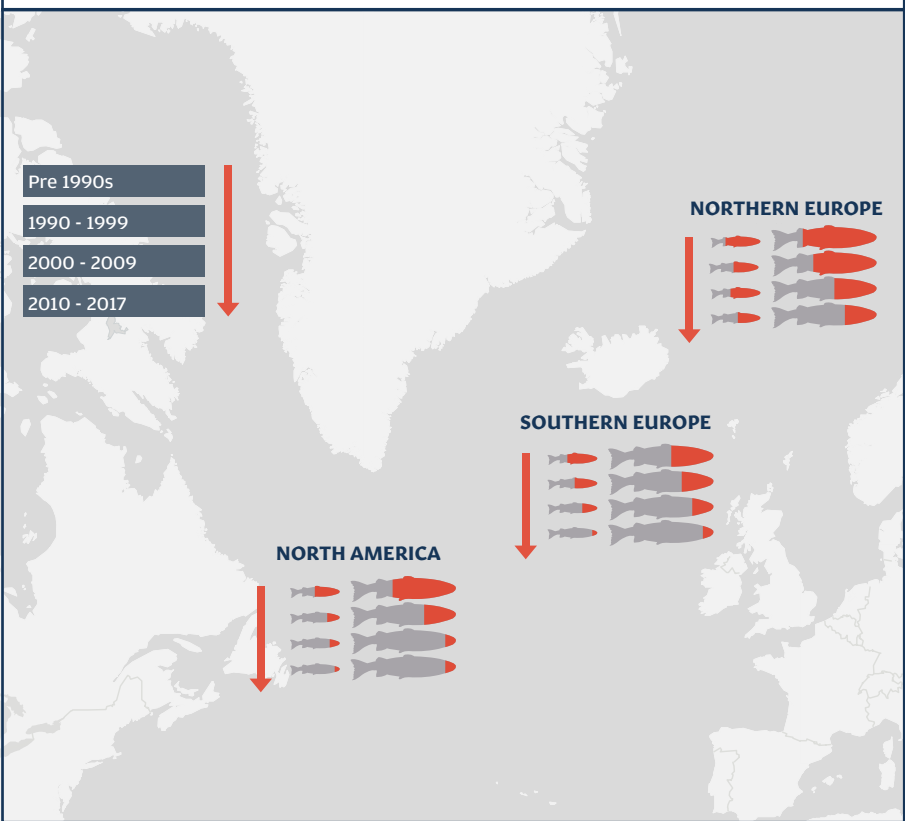 Pre 1990s
1990 - 1999
2000 - 2009
2010 - 2017
NORTHERN EUROPE
SOUTHERN EUROPE
NORTH AMERICA